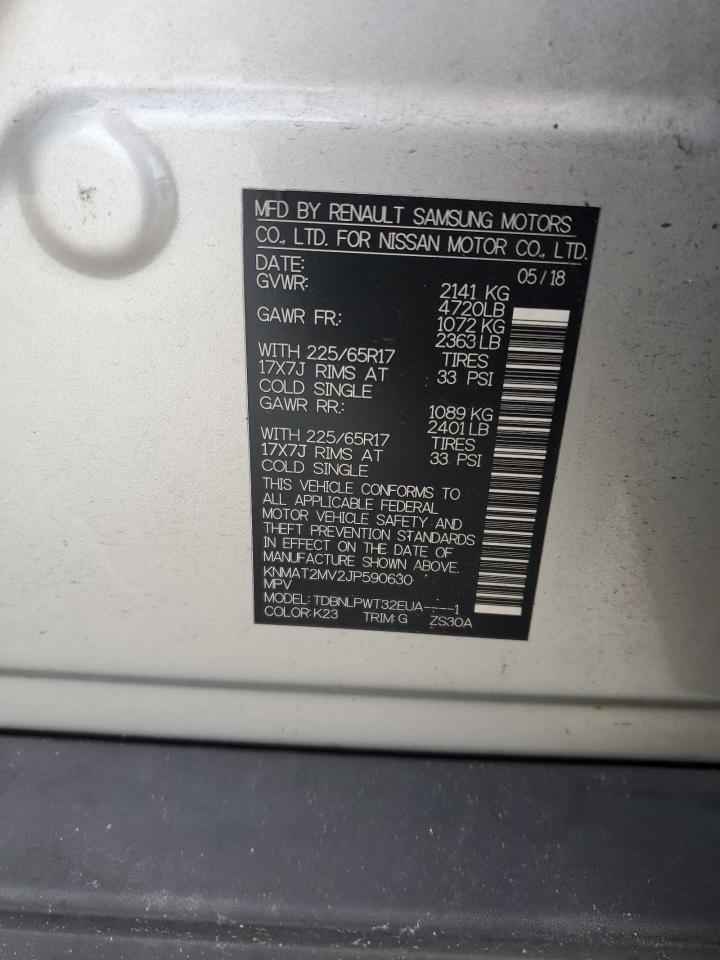 MFD BY RENAULT SAMSUNG MOTORS
CO., LTD. FOR NISSAN MOTOR CO., LTD.
DATE: 05/18
GVWR: 2141 KG
4720LB
GAWR FR: 1072 KG
2363LB
WITH 225/65R17 TIRES
17X7J RIMS AT 33 PSI
COLD SINGLE
GAWR RR: 1089 KG
2401LB
WITH 225/65R17 TIRES
17X7J RIMS AT 33 PSI
COLD SINGLE
THIS VEHICLE CONFORMS TO
ALL APPLICABLE FEDERAL
MOTOR VEHICLE SAFETY AND
THEFT PREVENTION STANDARDS
IN EFFECT ON THE DATE OF
MANUFACTURE SHOWN ABOVE.
KNMAT2MV2JP590630
MPV
MODEL: TDBNLPWT32EUA----1
COLOR: K23 TRIM: G ZS30A